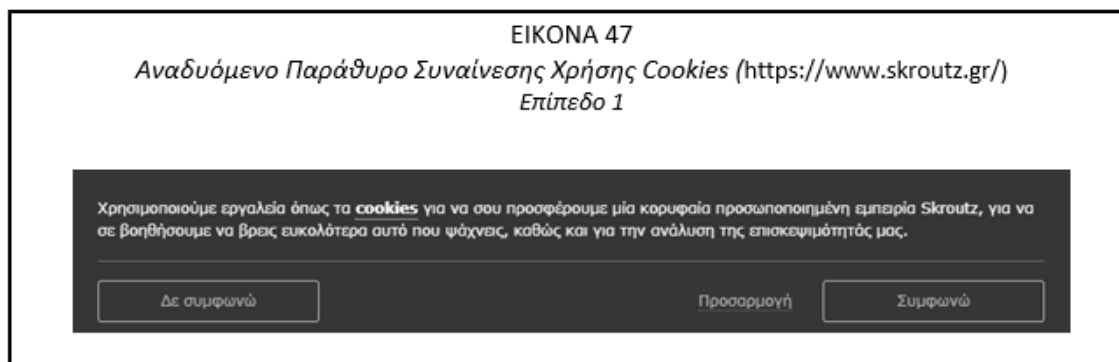 ΕΙΚΟΝΑ 47
Αναδυόμενο Παράθυρο Συναίνεσης Χρήσης Cookies (https://www.skroutz.gr/)
Επίπεδο 1
Χρησιμοποιούμε εργαλεία όπως τα cookies για να σου προσφέρουμε μία κορυφαία προσωποποιημένη εμπειρία Skroutz, για να
σε βοηθήσουμε να βρεις ευκολότερα αυτό που ψάχνεις, καθώς και για την ανάλυση της επισκεψιμότητάς μας.
Δε συμφωνώ
Προσαρμογή
Συμφωνώ